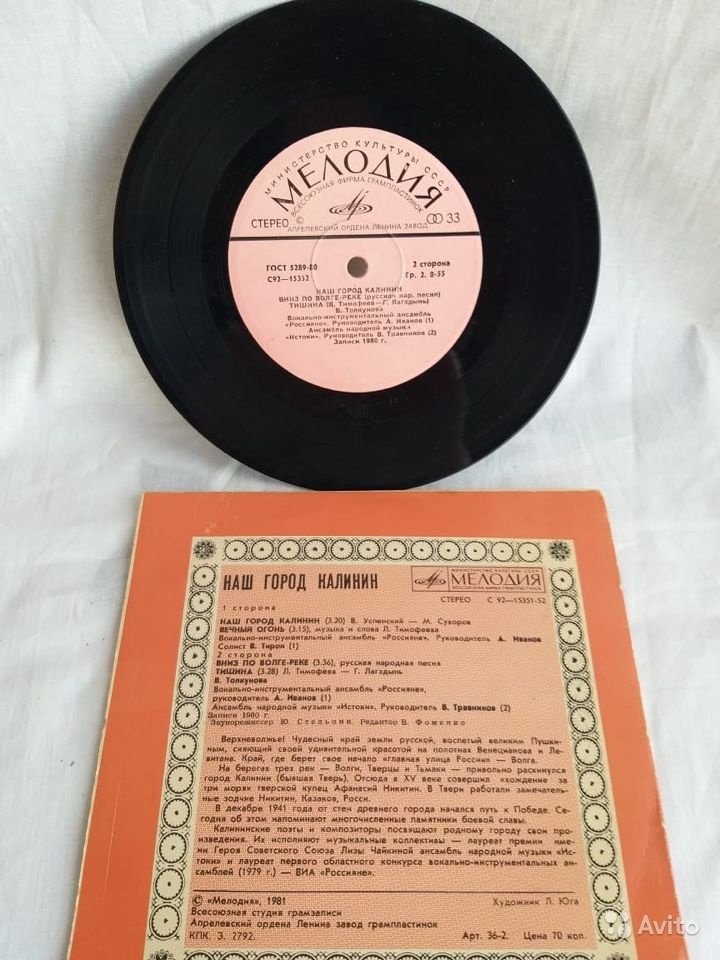 МИНИСТЕРСТВО КУЛЬТУРЫ СССР
МЕЛОДИЯ
ВСЕСОЮЗНАЯ ФИРМА ГРАМПЛАСТИНОК
СТЕРЕО
33
АПРЕЛЕВСКИЙ ОРДЕНА ЛЕНИНА ЗАВОД
ГОСТ 5289-80
2 сторона
С92—15352
Гр. 2. 0-55
НАШ ГОРОД КАЛИНИН
ВНИЗ ПО ВОЛГЕ-РЕКЕ (русская нар. песня)
ТИШИНА (Л. Тимофеев—Г. Лагздынь)
В. Толкунова
Вокально-инструментальный ансамбль
«Россияне». Руководитель А. Иванов (1)
Ансамбль народной музыки
«Истоки». Руководитель В. Травников (2)
Записи 1980 г.
НАШ ГОРОД КАЛИНИН
МИНИСТЕРСТВО КУЛЬТУРЫ СССР
МЕЛОДИЯ
ВСЕСОЮЗНАЯ ФИРМА ГРАМПЛАСТИНОК
СТЕРЕО С 92—15351-52
1 сторона
НАШ ГОРОД КАЛИНИН (3.20) В. Успенский — М. Суворов
ВЕЧНЫЙ ОГОНЬ (3.15), музыка и слова Л. Тимофеева
Вокально-инструментальный ансамбль «Россияне». Руководитель А. Иванов
Солист В. Тирон (1)
2 сторона
ВНИЗ ПО ВОЛГЕ-РЕКЕ (3.36), русская народная песня
ТИШИНА (3.28) Л. Тимофеев — Г. Лагздынь
В. Толкунова
Вокально-инструментальный ансамбль «Россияне»,
руководитель А. Иванов (1)
Ансамбль народной музыки «Истоки». Руководитель В. Травников (2)
Записи 1980 г.
Звукорежиссер Ю. Стельник. Редактор В. Фоменко
Верхневолжье! Чудесный край земли русской, воспетый великим Пушки-
ным, сияющий своей удивительной красотой на полотнах Венецианова и Ле-
витана. Край, где берет свое начало «главная улица России» — Волга.
На берегах трех рек — Волги, Тверцы и Тьмаки — привольно раскинулся
город Калинин (бывшая Тверь). Отсюда в XV веке совершил «хождение за
три моря» тверской купец Афанасий Никитин. В Твери работали замечатель-
ные зодчие Никитин, Казаков, Росси.
В декабре 1941 года от стен древнего города начался путь к Победе. Се-
годня об этом напоминают многочисленные памятники боевой славы.
Калининские поэты и композиторы посвящают родному городу свои про-
изведения. Их исполняют музыкальные коллективы — лауреат премии име-
ни Героя Советского Союза Лизы Чайкиной ансамбль народной музыки «Ис-
токи» и лауреат первого областного конкурса вокально-инструментальных ан-
самблей (1979 г.) — ВИА «Россияне».
© «Мелодия», 1981 Художник Л. Юга
Всесоюзная студия грамзаписи
Апрелевский ордена Ленина завод грампластинок
КПК. З. 2792. Арт. 36-2. Цена 70 коп.
Avito